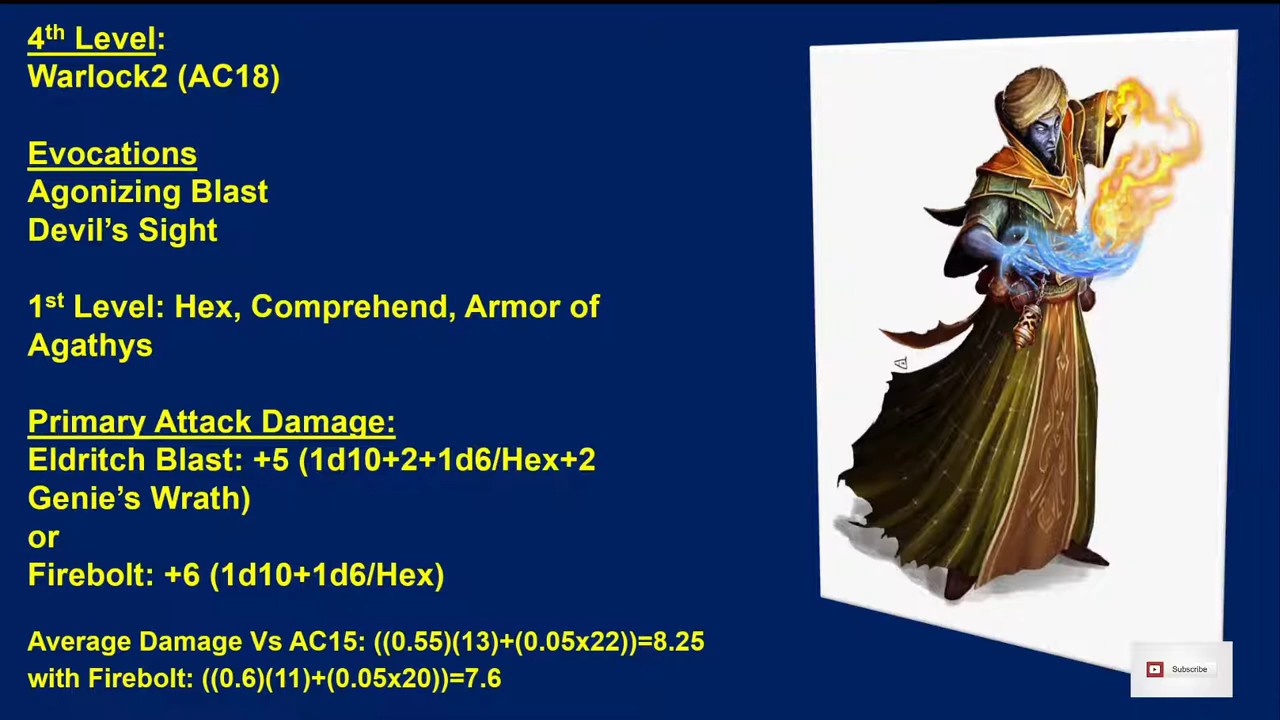 4th Level:
Warlock2 (AC18)
Evocations
Agonizing Blast
Devil’s Sight
1st Level: Hex, Comprehend, Armor of
Agathys
Primary Attack Damage:
Eldritch Blast: +5 (1d10+2+1d6/Hex+2
Genie’s Wrath)
or
Firebolt: +6 (1d10+1d6/Hex)
Average Damage Vs AC15: ((0.55)(13)+(0.05x22))=8.25
with Firebolt: ((0.6)(11)+(0.05x20))=7.6
Subscribe